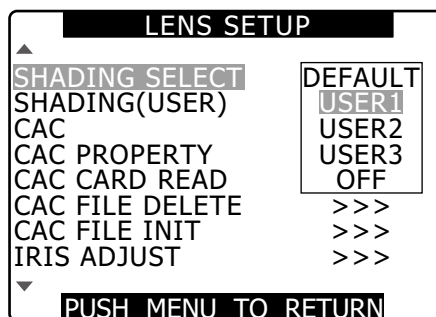 LENS SETUP
SHADING SELECT DEFAULT
SHADING(USER) USER1
CAC USER2
CAC PROPERTY USER3
CAC CARD READ OFF
CAC FILE DELETE >>>
CAC FILE INIT >>>
IRIS ADJUST >>>
PUSH MENU TO RETURN